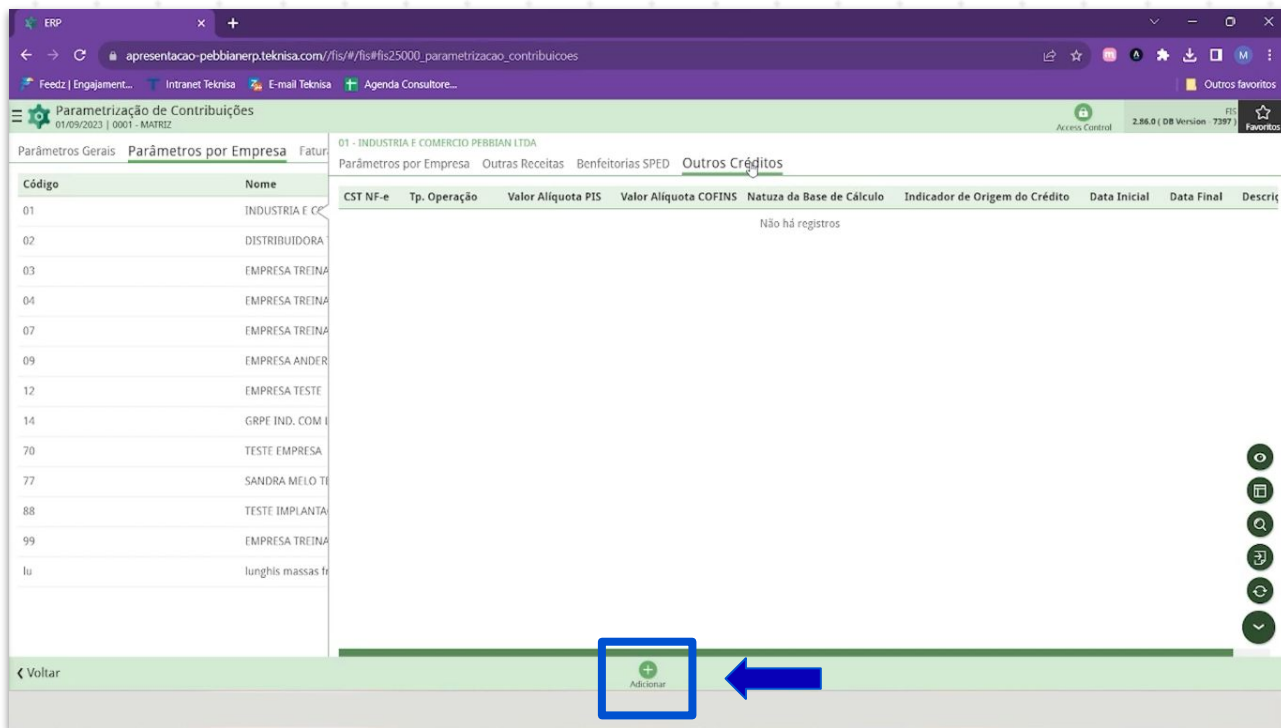 ERP
apresentacao-pebbianerp.teknisa.com//fis/#/fis#fis25000_parametrizacao_contribuicoes
M
Feedz | Engajament...
Intranet Teknisa
E-mail Teknisa
Agenda Consultore...
Outros favoritos
Parametrização de Contribuições
01/09/2023 | 0001 - MATRIZ
Access Control
FIS
2.86.0 ( DB Version - 7397 )
Favoritos
Parâmetros Gerais Parâmetros por Empresa Fatur
01 - INDUSTRIA E COMERCIO PEBBIAN LTDA
Parâmetros por Empresa Outras Receitas Benfeitorias SPED Outros Créditos
Código Nome
CST NF-e Tp. Operação Valor Alíquota PIS Valor Alíquota COFINS Natuza da Base de Cálculo Indicador de Origem do Crédito Data Inicial Data Final Descriç
Não há registros
01 INDUSTRIA E CO
02 DISTRIBUIDORA
03 EMPRESA TREINA
04 EMPRESA TREINA
07 EMPRESA TREINA
09 EMPRESA ANDER
12 EMPRESA TESTE
14 GRPE IND. COM L
70 TESTE EMPRESA
77 SANDRA MELO TE
88 TESTE IMPLANTA
99 EMPRESA TREINA
lu lunghis massas fr
Voltar
Adicionar